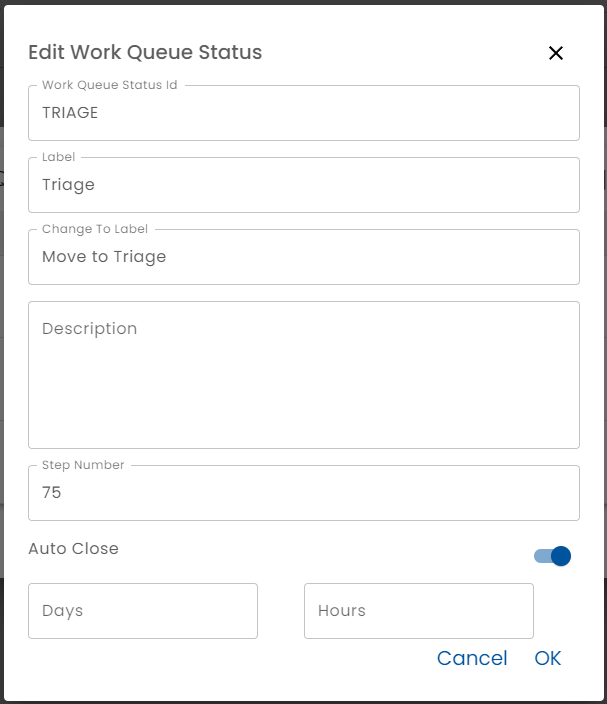 Edit Work Queue Status
Work Queue Status Id
TRIAGE
Label
Triage
Change To Label
Move to Triage
Description
Step Number
75
Auto Close
Days Hours
Cancel OK